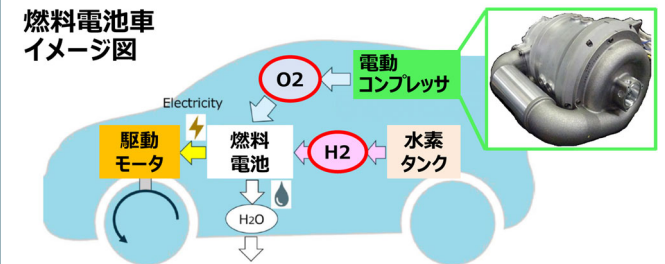 燃料電池車
イメージ図
O2
電動
コンプレッサ
Electricity
駆動
モータ
燃料
電池
H2
水素
タンク
H2O